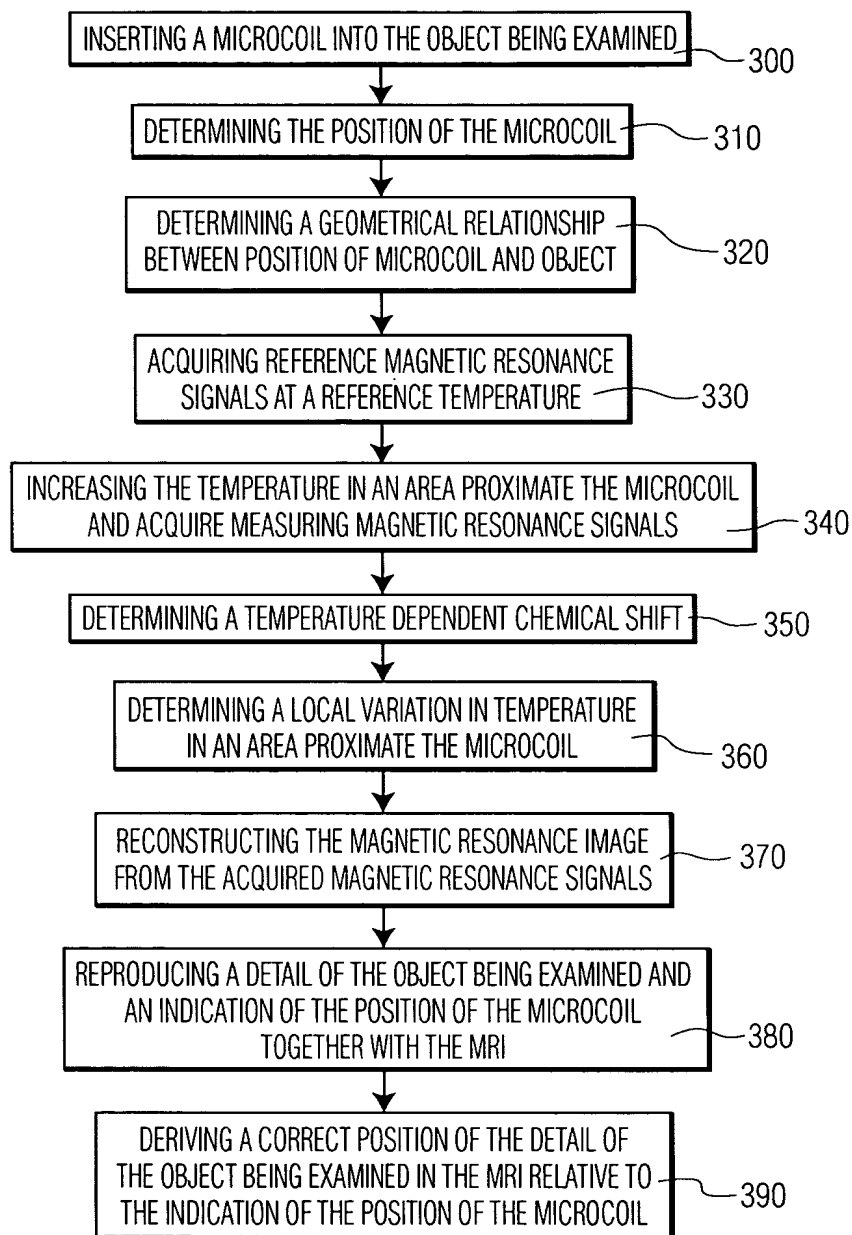 INSERTING A MICROCOIL INTO THE OBJECT BEING EXAMINED
300
DETERMINING THE POSITION OF THE MICROCOIL
310
DETERMINING A GEOMETRICAL RELATIONSHIP
BETWEEN POSITION OF MICROCOIL AND OBJECT
320
ACQUIRING REFERENCE MAGNETIC RESONANCE
SIGNALS AT A REFERENCE TEMPERATURE
330
INCREASING THE TEMPERATURE IN AN AREA PROXIMATE THE MICROCOIL
AND ACQUIRE MEASURING MAGNETIC RESONANCE SIGNALS
340
DETERMINING A TEMPERATURE DEPENDENT CHEMICAL SHIFT
350
DETERMINING A LOCAL VARIATION IN TEMPERATURE
IN AN AREA PROXIMATE THE MICROCOIL
360
RECONSTRUCTING THE MAGNETIC RESONANCE IMAGE
FROM THE ACQUIRED MAGNETIC RESONANCE SIGNALS
370
REPRODUCING A DETAIL OF THE OBJECT BEING EXAMINED AND
AN INDICATION OF THE POSITION OF THE MICROCOIL
TOGETHER WITH THE MRI
380
DERIVING A CORRECT POSITION OF THE DETAIL OF
THE OBJECT BEING EXAMINED IN THE MRI RELATIVE TO
THE INDICATION OF THE POSITION OF THE MICROCOIL
390